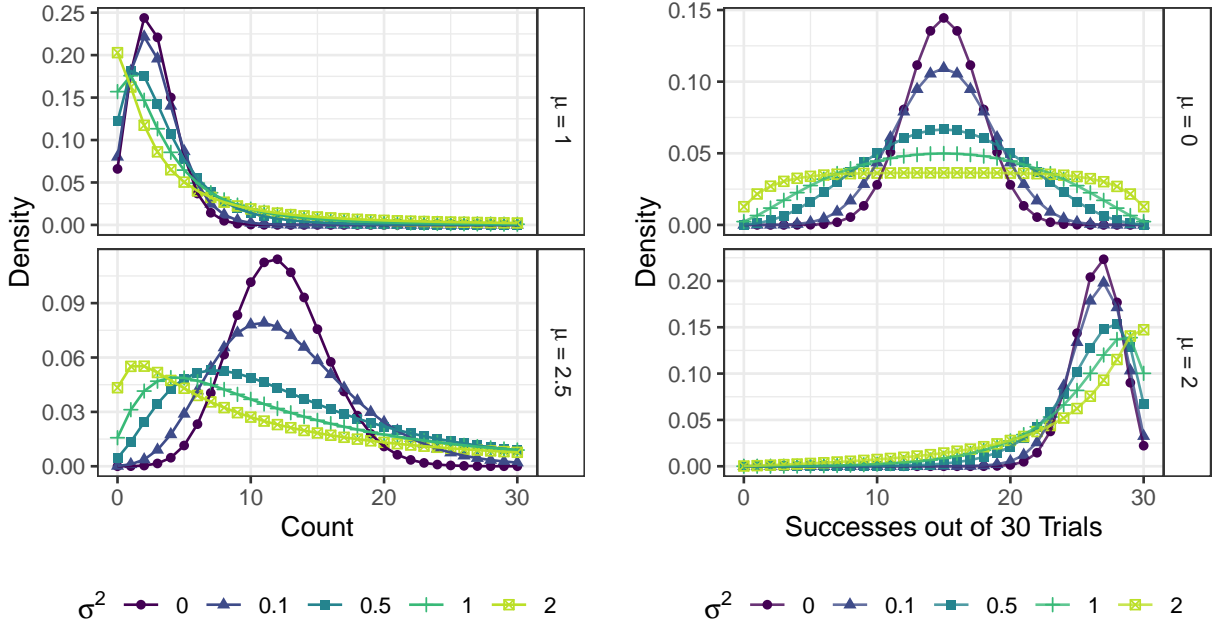 Density
0.25
0.20
0.15
0.10
0.05
0.00
μ = 1
0.09
0.06
0.03
0.00
μ = 2.5
0 10 20 30
Count
σ² 0 0.1 0.5 1 2
Density
0.15
0.10
0.05
0.00
μ = 0
0.20
0.15
0.10
0.05
0.00
μ = 2
0 10 20 30
Successes out of 30 Trials
σ² 0 0.1 0.5 1 2